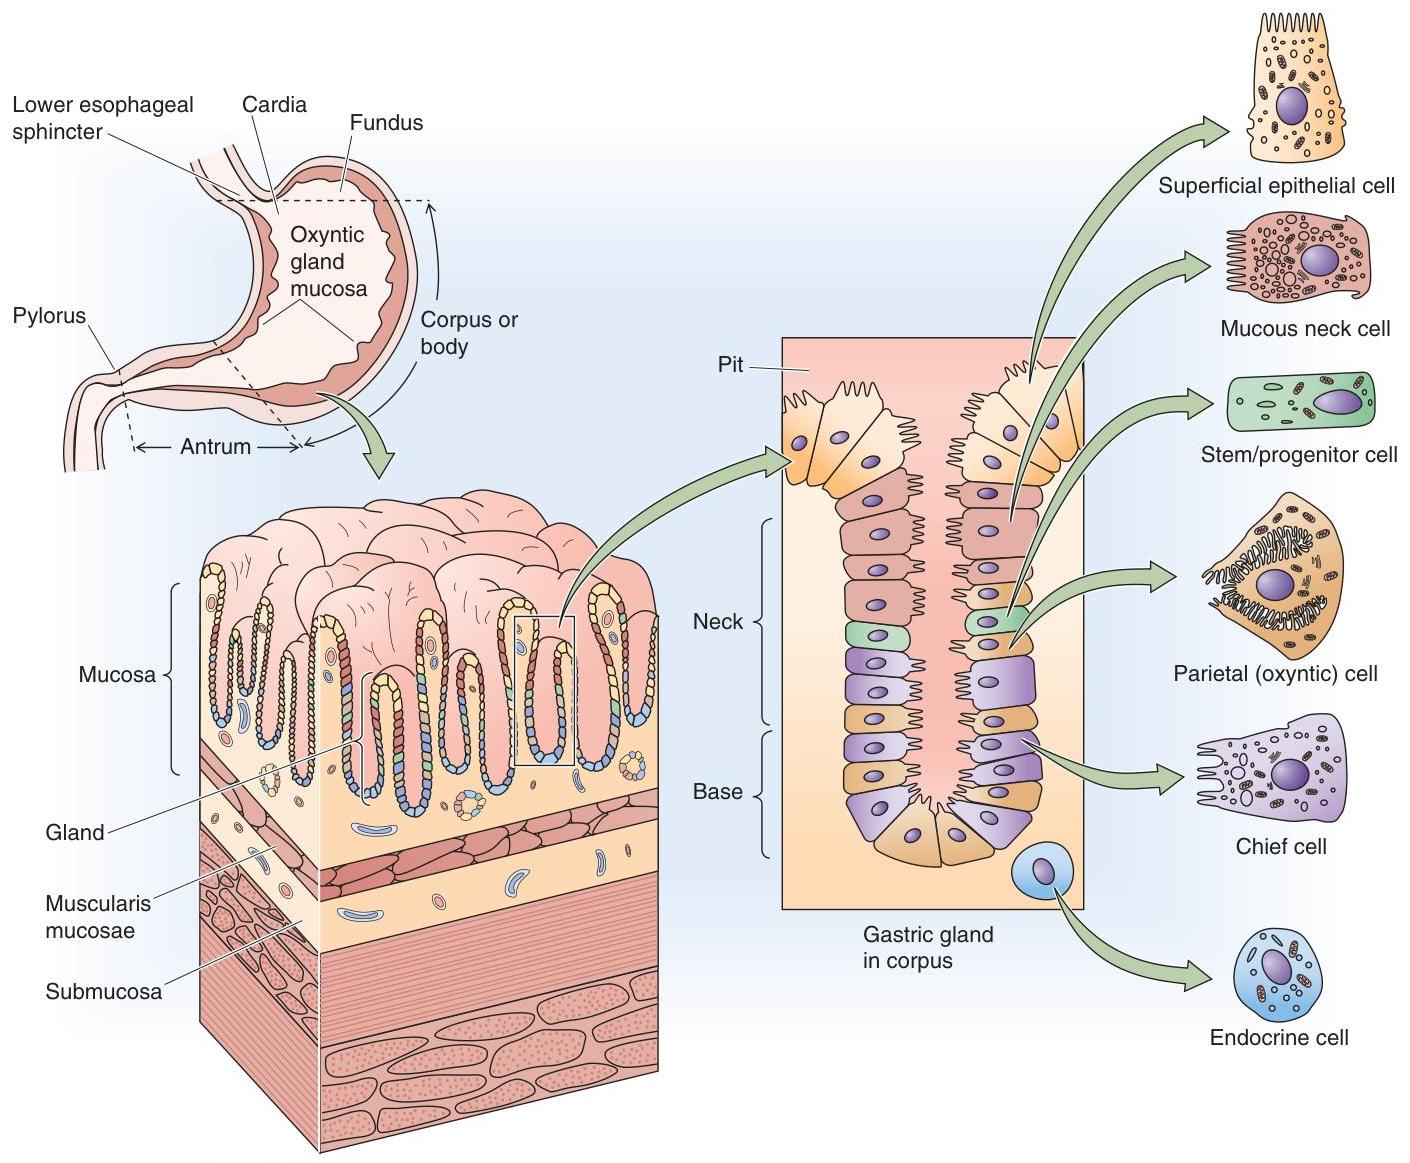 Lower esophageal
sphincter
Cardia
Fundus
Oxyntic
gland
mucosa
Pylorus
Corpus or
body
Antrum
Mucosa
Gland
Muscularis
mucosae
Submucosa
Pit
Neck
Base
Gastric gland
in corpus
Superficial epithelial cell
Mucous neck cell
Stem/progenitor cell
Parietal (oxyntic) cell
Chief cell
Endocrine cell